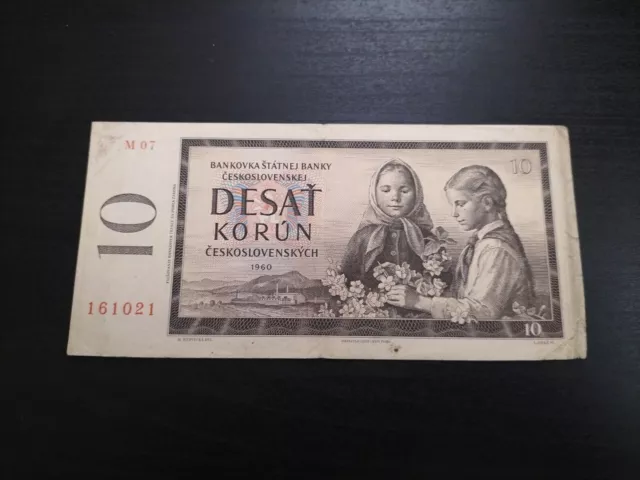 M 07
10
161021
BANKOVKA ŠTÁTNEJ BANKY
ČESKOSLOVENSKEJ
DESAŤ
KORÚN
ČESKOSLOVENSKÝCH
1960
10
10